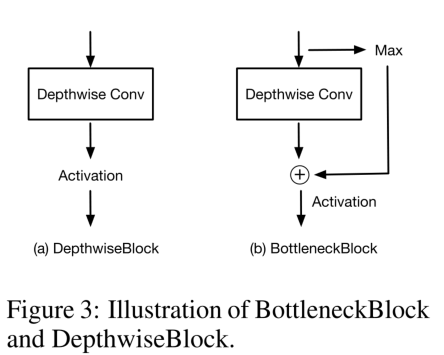 Max
Depthwise Conv
Depthwise Conv
Activation
Activation
(a) DepthwiseBlock
(b) BottleneckBlock
Figure 3: Illustration of BottleneckBlock
and DepthwiseBlock.